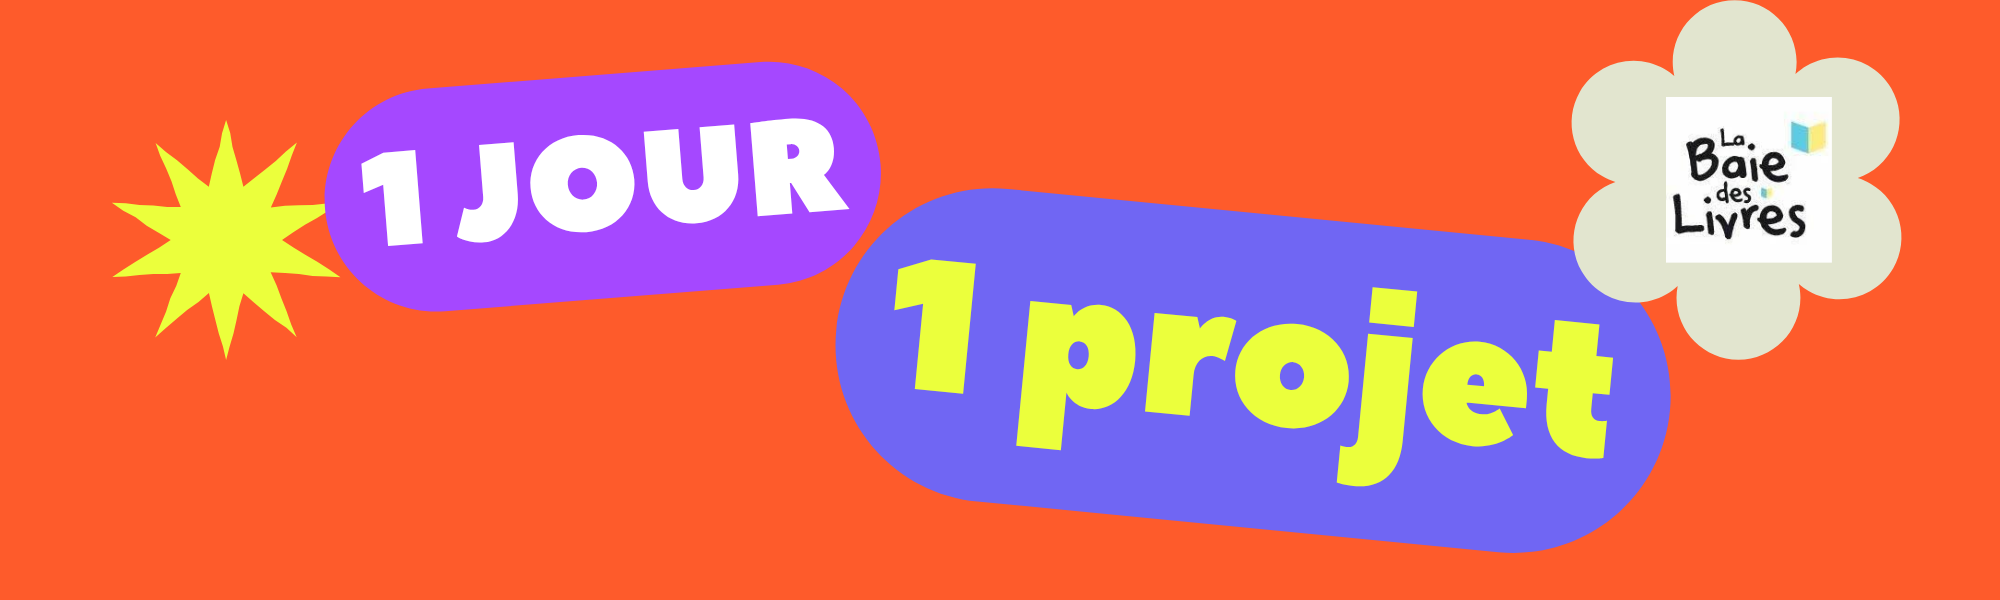 1 JOUR
1 projet
La
Baie
des
Livres